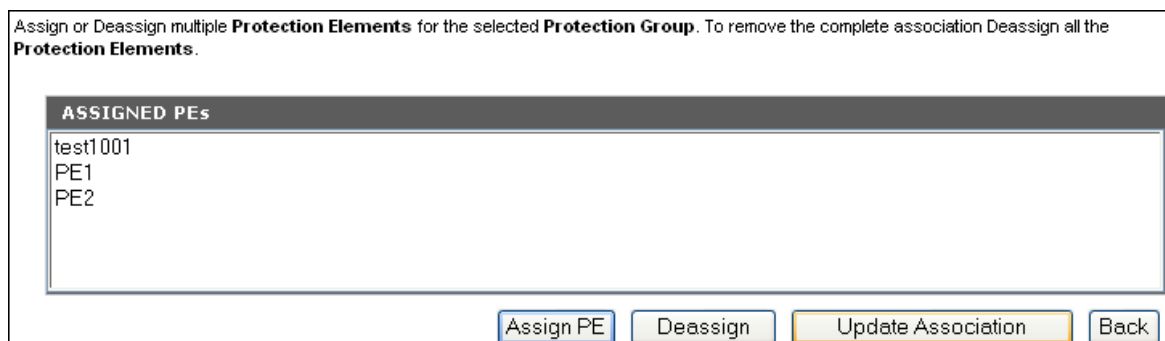 Assign or Deassign multiple Protection Elements for the selected Protection Group. To remove the complete association Deassign all the
Protection Elements.
ASSIGNED PEs
test1001
PE1
PE2
Assign PE Deassign Update Association Back